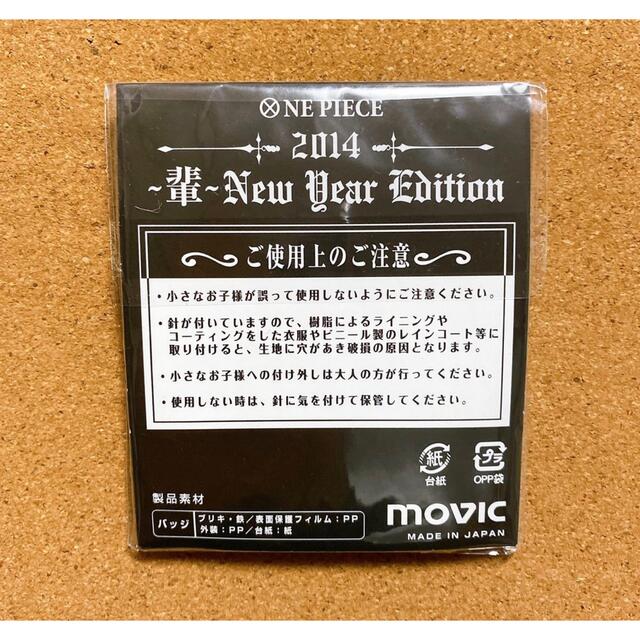 ONE PIECE
2014
~輩~New Year Edition
ご使用上のご注意
・小さなお子様が誤って使用しないようにご注意ください。
・針が付いていますので、樹脂によるライニングや
コーティングをした衣服やビニール製のレインコート等に
取り付けると、生地に穴があき破損の原因となります。
・小さなお子様への付け外しは大人の方が行ってください。
・使用しない時は、針に気を付けて保管してください。
紙
台紙
プラ
OPP袋
製品素材
バッジ
ブリキ・鉄/表面保護フィルム:PP
外装:PP/台紙:紙
movic
MADE IN JAPAN